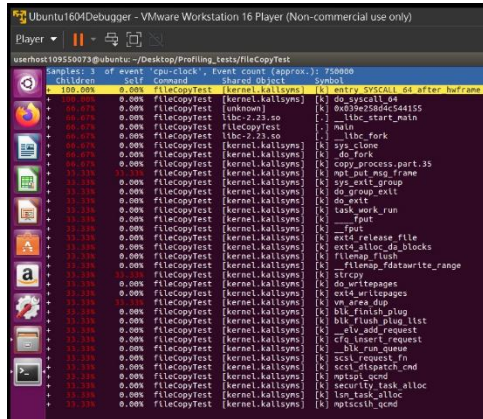 Ubuntu1604Debugger - VMware Workstation 16 Player (Non-commercial use only)
Player
userhost109550073@ubuntu: ~/Desktop/Profiling_tests/fileCopyTest
Samples: 3 of event 'cpu-clock', Event count (approx.): 750000
Children Self Command Shared Object Symbol
+ 100.00% 0.00% fileCopyTest [kernel.kallsyms] [k] entry_SYSCALL_64_after_hwframe
+ 100.00% 0.00% fileCopyTest [kernel.kallsyms] [k] do_syscall_64
+ 66.67% 0.00% fileCopyTest [unknown] [k] 0x039e258d4c544155
+ 66.67% 0.00% fileCopyTest libc-2.23.so [.] __libc_start_main
+ 66.67% 0.00% fileCopyTest fileCopyTest [.] main
+ 66.67% 0.00% fileCopyTest libc-2.23.so [.] __libc_fork
+ 66.67% 0.00% fileCopyTest [kernel.kallsyms] [k] sys_clone
+ 66.67% 0.00% fileCopyTest [kernel.kallsyms] [k] _do_fork
+ 66.67% 0.00% fileCopyTest [kernel.kallsyms] [k] copy_process.part.35
+ 33.33% 33.33% fileCopyTest [kernel.kallsyms] [k] mpt_put_msg_frame
+ 33.33% 0.00% fileCopyTest [kernel.kallsyms] [k] sys_exit_group
+ 33.33% 0.00% fileCopyTest [kernel.kallsyms] [k] do_group_exit
+ 33.33% 0.00% fileCopyTest [kernel.kallsyms] [k] do_exit
+ 33.33% 0.00% fileCopyTest [kernel.kallsyms] [k] task_work_run
+ 33.33% 0.00% fileCopyTest [kernel.kallsyms] [k] ____fput
+ 33.33% 0.00% fileCopyTest [kernel.kallsyms] [k] __fput
+ 33.33% 0.00% fileCopyTest [kernel.kallsyms] [k] ext4_release_file
+ 33.33% 0.00% fileCopyTest [kernel.kallsyms] [k] ext4_alloc_da_blocks
+ 33.33% 0.00% fileCopyTest [kernel.kallsyms] [k] filemap_flush
+ 33.33% 0.00% fileCopyTest [kernel.kallsyms] [k] __filemap_fdatawrite_range
+ 33.33% 33.33% fileCopyTest [kernel.kallsyms] [k] strcpy
+ 33.33% 0.00% fileCopyTest [kernel.kallsyms] [k] do_writepages
+ 33.33% 0.00% fileCopyTest [kernel.kallsyms] [k] ext4_writepages
+ 33.33% 33.33% fileCopyTest [kernel.kallsyms] [k] vm_area_dup
+ 33.33% 0.00% fileCopyTest [kernel.kallsyms] [k] blk_finish_plug
+ 33.33% 0.00% fileCopyTest [kernel.kallsyms] [k] blk_flush_plug_list
+ 33.33% 0.00% fileCopyTest [kernel.kallsyms] [k] __elv_add_request
+ 33.33% 0.00% fileCopyTest [kernel.kallsyms] [k] cfq_insert_request
+ 33.33% 0.00% fileCopyTest [kernel.kallsyms] [k] __blk_run_queue
+ 33.33% 0.00% fileCopyTest [kernel.kallsyms] [k] scsi_request_fn
+ 33.33% 0.00% fileCopyTest [kernel.kallsyms] [k] scsi_dispatch_cmd
+ 33.33% 0.00% fileCopyTest [kernel.kallsyms] [k] mptspi_qcmd
+ 33.33% 0.00% fileCopyTest [kernel.kallsyms] [k] security_task_alloc
+ 33.33% 0.00% fileCopyTest [kernel.kallsyms] [k] lsm_task_alloc
+ 33.33% 0.00% fileCopyTest [kernel.kallsyms] [k] mptscsih_qcmd